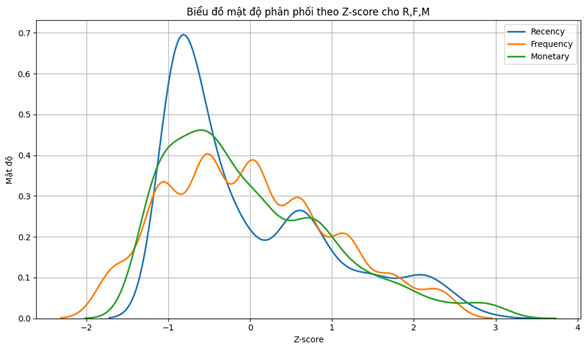 Biểu đồ mật độ phân phối theo Z-score cho R,F,M
Recency
Frequency
Monetary
Mật độ
0.7
0.6
0.5
0.4
0.3
0.2
0.1
0.0
−2 −1 0 1 2 3 4
Z-score